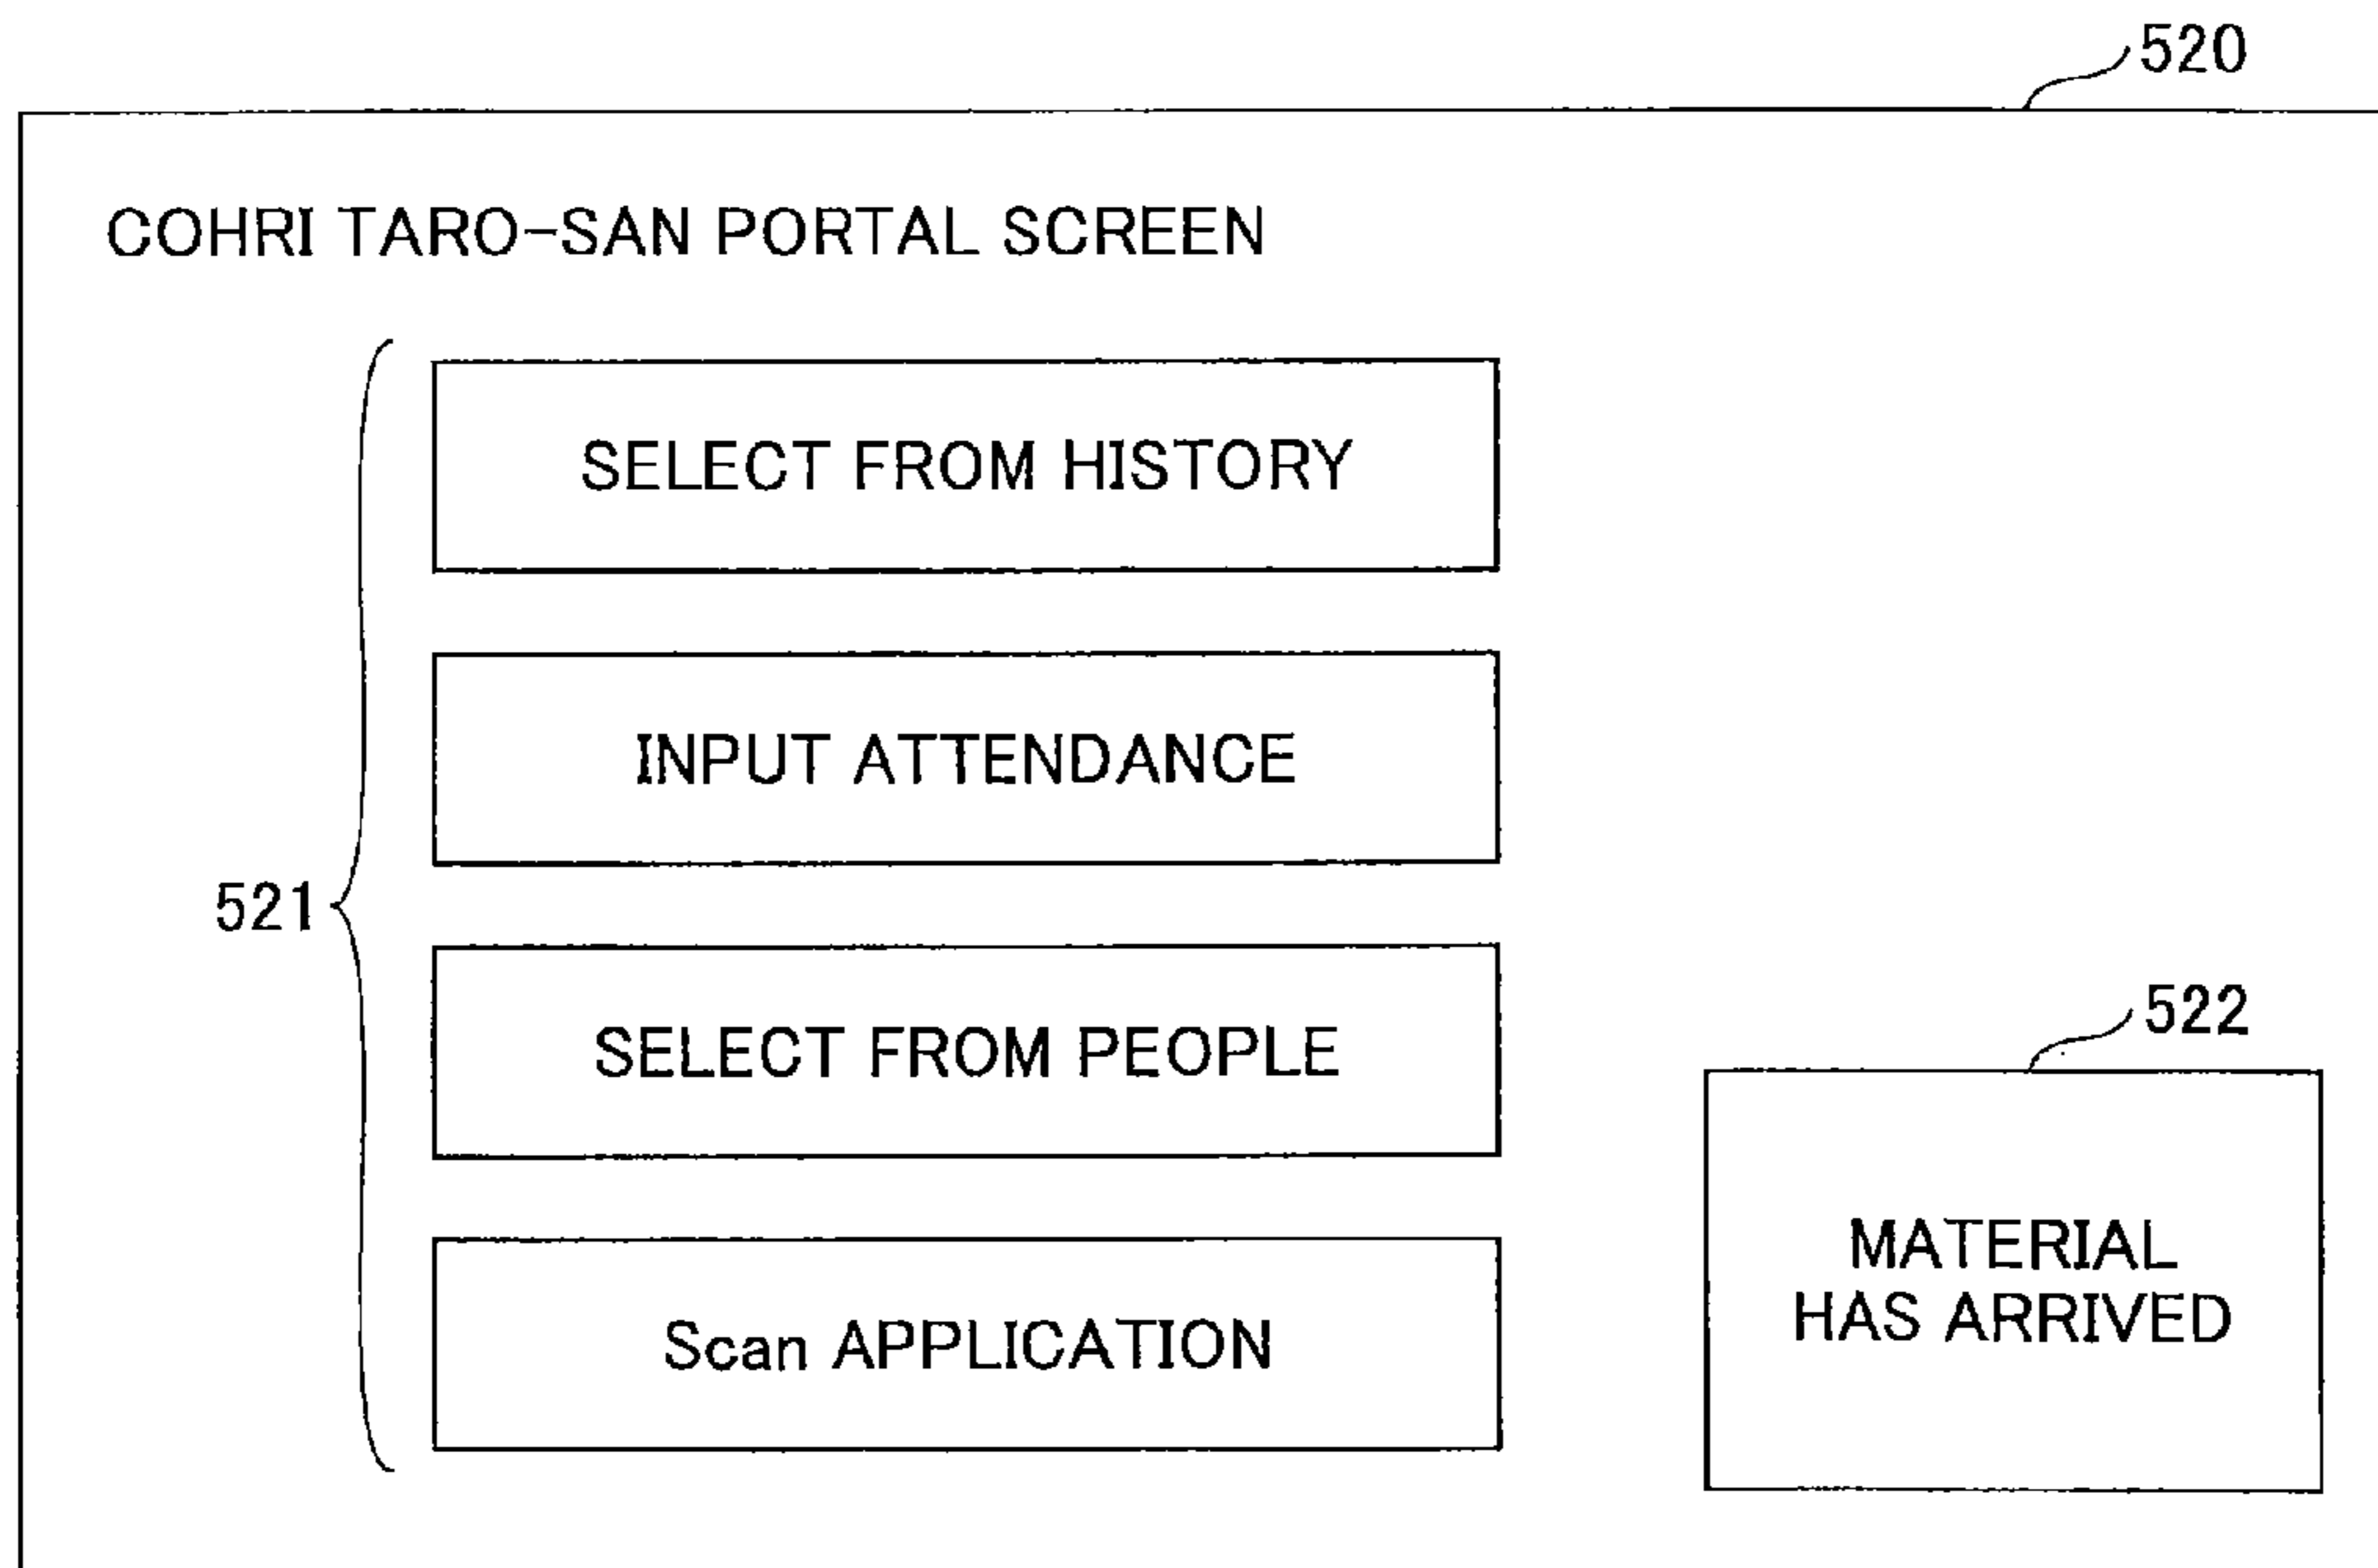 520
COHRI TARO-SAN PORTAL SCREEN
SELECT FROM HISTORY
INPUT ATTENDANCE
521
SELECT FROM PEOPLE
522
Scan APPLICATION
MATERIAL
HAS ARRIVED